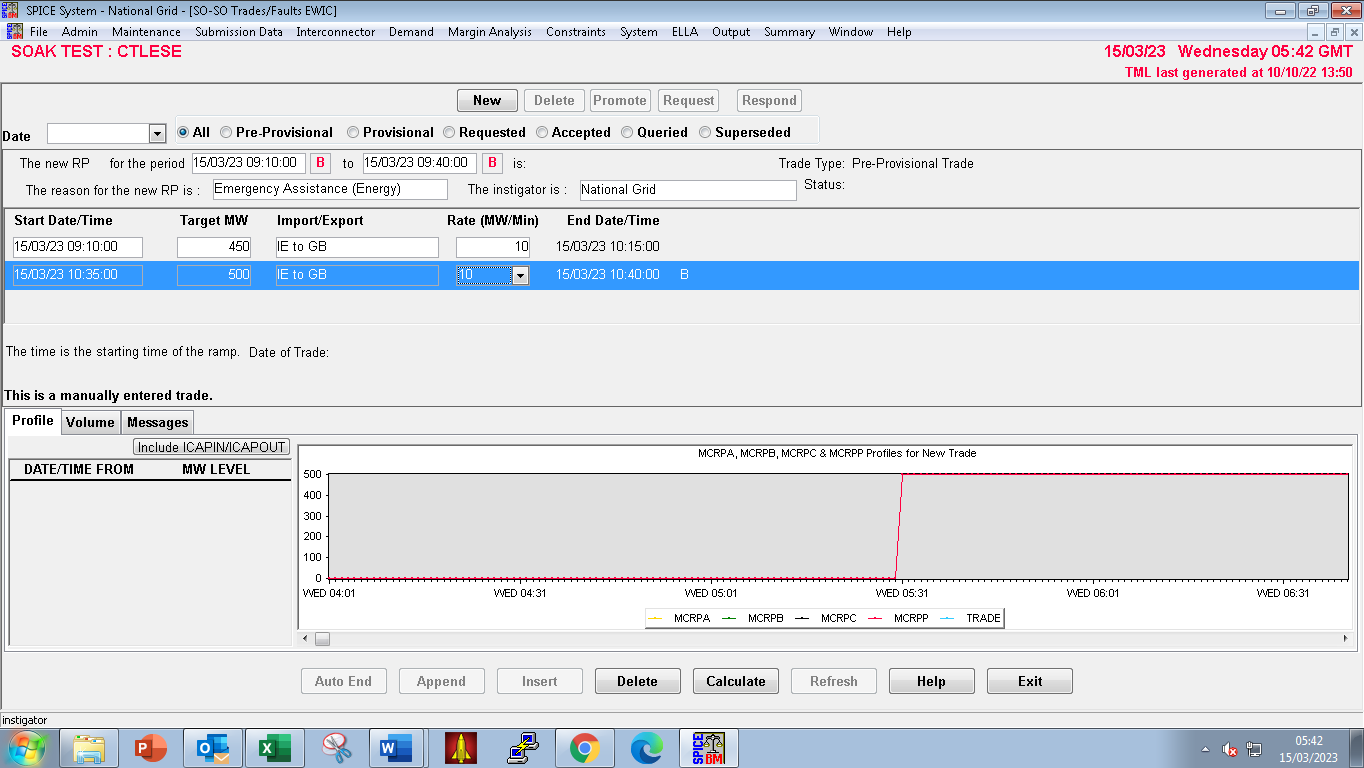 SPICE System - National Grid - [SO-SO Trades/Faults EWIC]
File Admin Maintenance Submission Data Interconnector Demand Margin Analysis Constraints System ELLA Output Summary Window Help
SOAK TEST : CTLESE 15/03/23 Wednesday 05:42 GMT
TML last generated at 10/10/22 13:50
New Delete Promote Request Respond
Date All Pre-Provisional Provisional Requested Accepted Queried Superseded
The new RP for the period 15/03/23 09:10:00 B to 15/03/23 09:40:00 B is: Trade Type: Pre-Provisional Trade
The reason for the new RP is : Emergency Assistance (Energy) The instigator is : National Grid Status:
Start Date/Time Target MW Import/Export Rate (MW/Min) End Date/Time
15/03/23 09:10:00 450 IE to GB 10 15/03/23 10:15:00
15/03/23 10:35:00 500 IE to GB 10 15/03/23 10:40:00 B
The time is the starting time of the ramp. Date of Trade:
This is a manually entered trade.
Profile Volume Messages
Include ICAPIN/ICAPOUT
DATE/TIME FROM MW LEVEL
MCRPA, MCRPB, MCRPC & MCRPP Profiles for New Trade
500
400
300
200
100
0
WED 04:01 WED 04:31 WED 05:01 WED 05:31 WED 06:01 WED 06:31
MCRPA MCRPB MCRPC MCRPP TRADE
Auto End Append Insert Delete Calculate Refresh Help Exit
instigator
05:42
15/03/2023